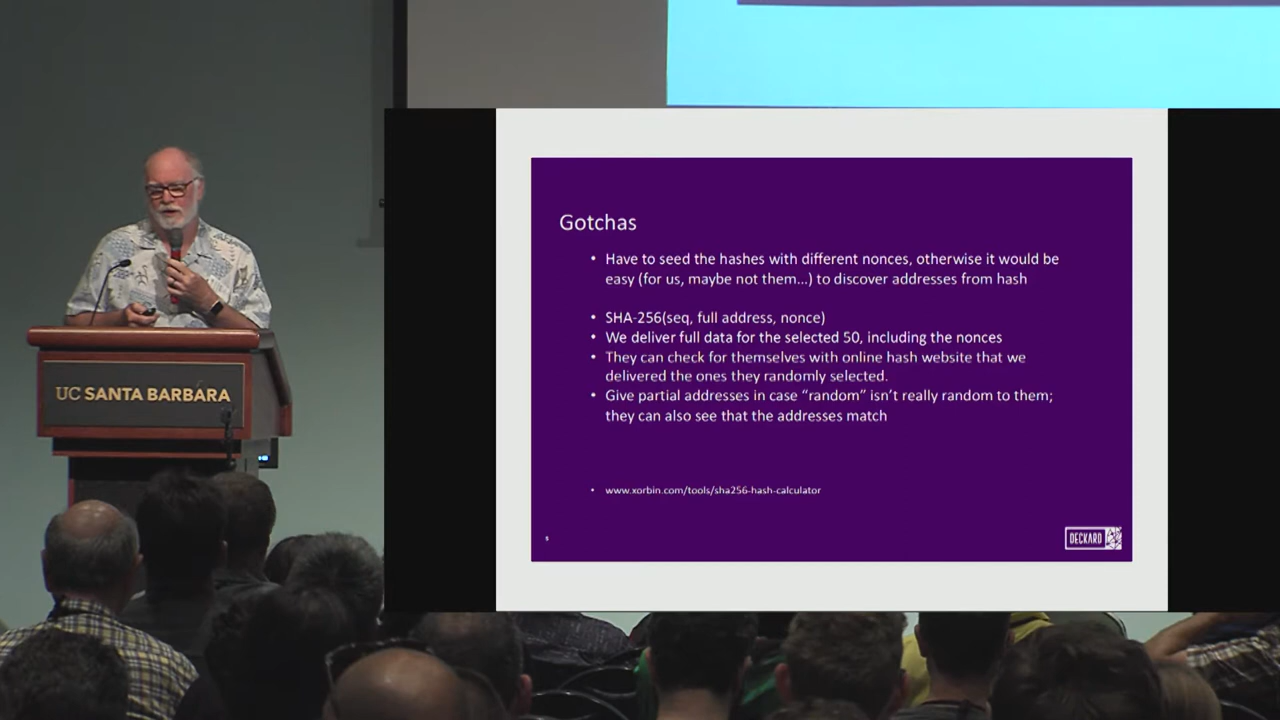 UC SANTA BARBARA
Gotchas
• Have to seed the hashes with different nonces, otherwise it would be
easy (for us, maybe not them...) to discover addresses from hash
• SHA-256(seq, full address, nonce)
• We deliver full data for the selected 50, including the nonces
• They can check for themselves with online hash website that we
delivered the ones they randomly selected.
• Give partial addresses in case “random” isn’t really random to them;
they can also see that the addresses match
• www.xorbin.com/tools/sha256-hash-calculator
5
DECKARD